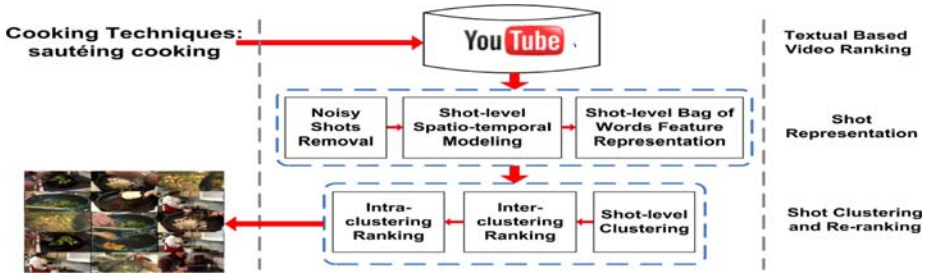 Cooking Techniques:
sautéing cooking
YouTube
Textual Based
Video Ranking
Noisy
Shots
Removal
Shot-level
Spatio-temporal
Modeling
Shot-level Bag of
Words Feature
Representation
Shot
Representation
Intra-
clustering
Ranking
Inter-
clustering
Ranking
Shot-level
Clustering
Shot Clustering
and Re-ranking